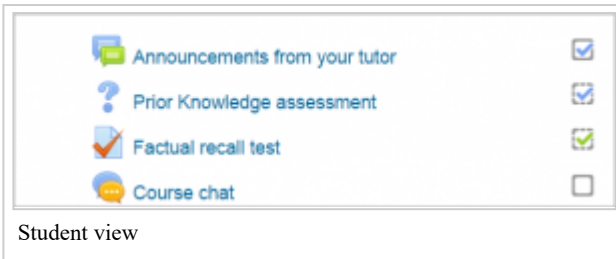 Announcements from your tutor
Prior Knowledge assessment
Factual recall test
Course chat
Student view